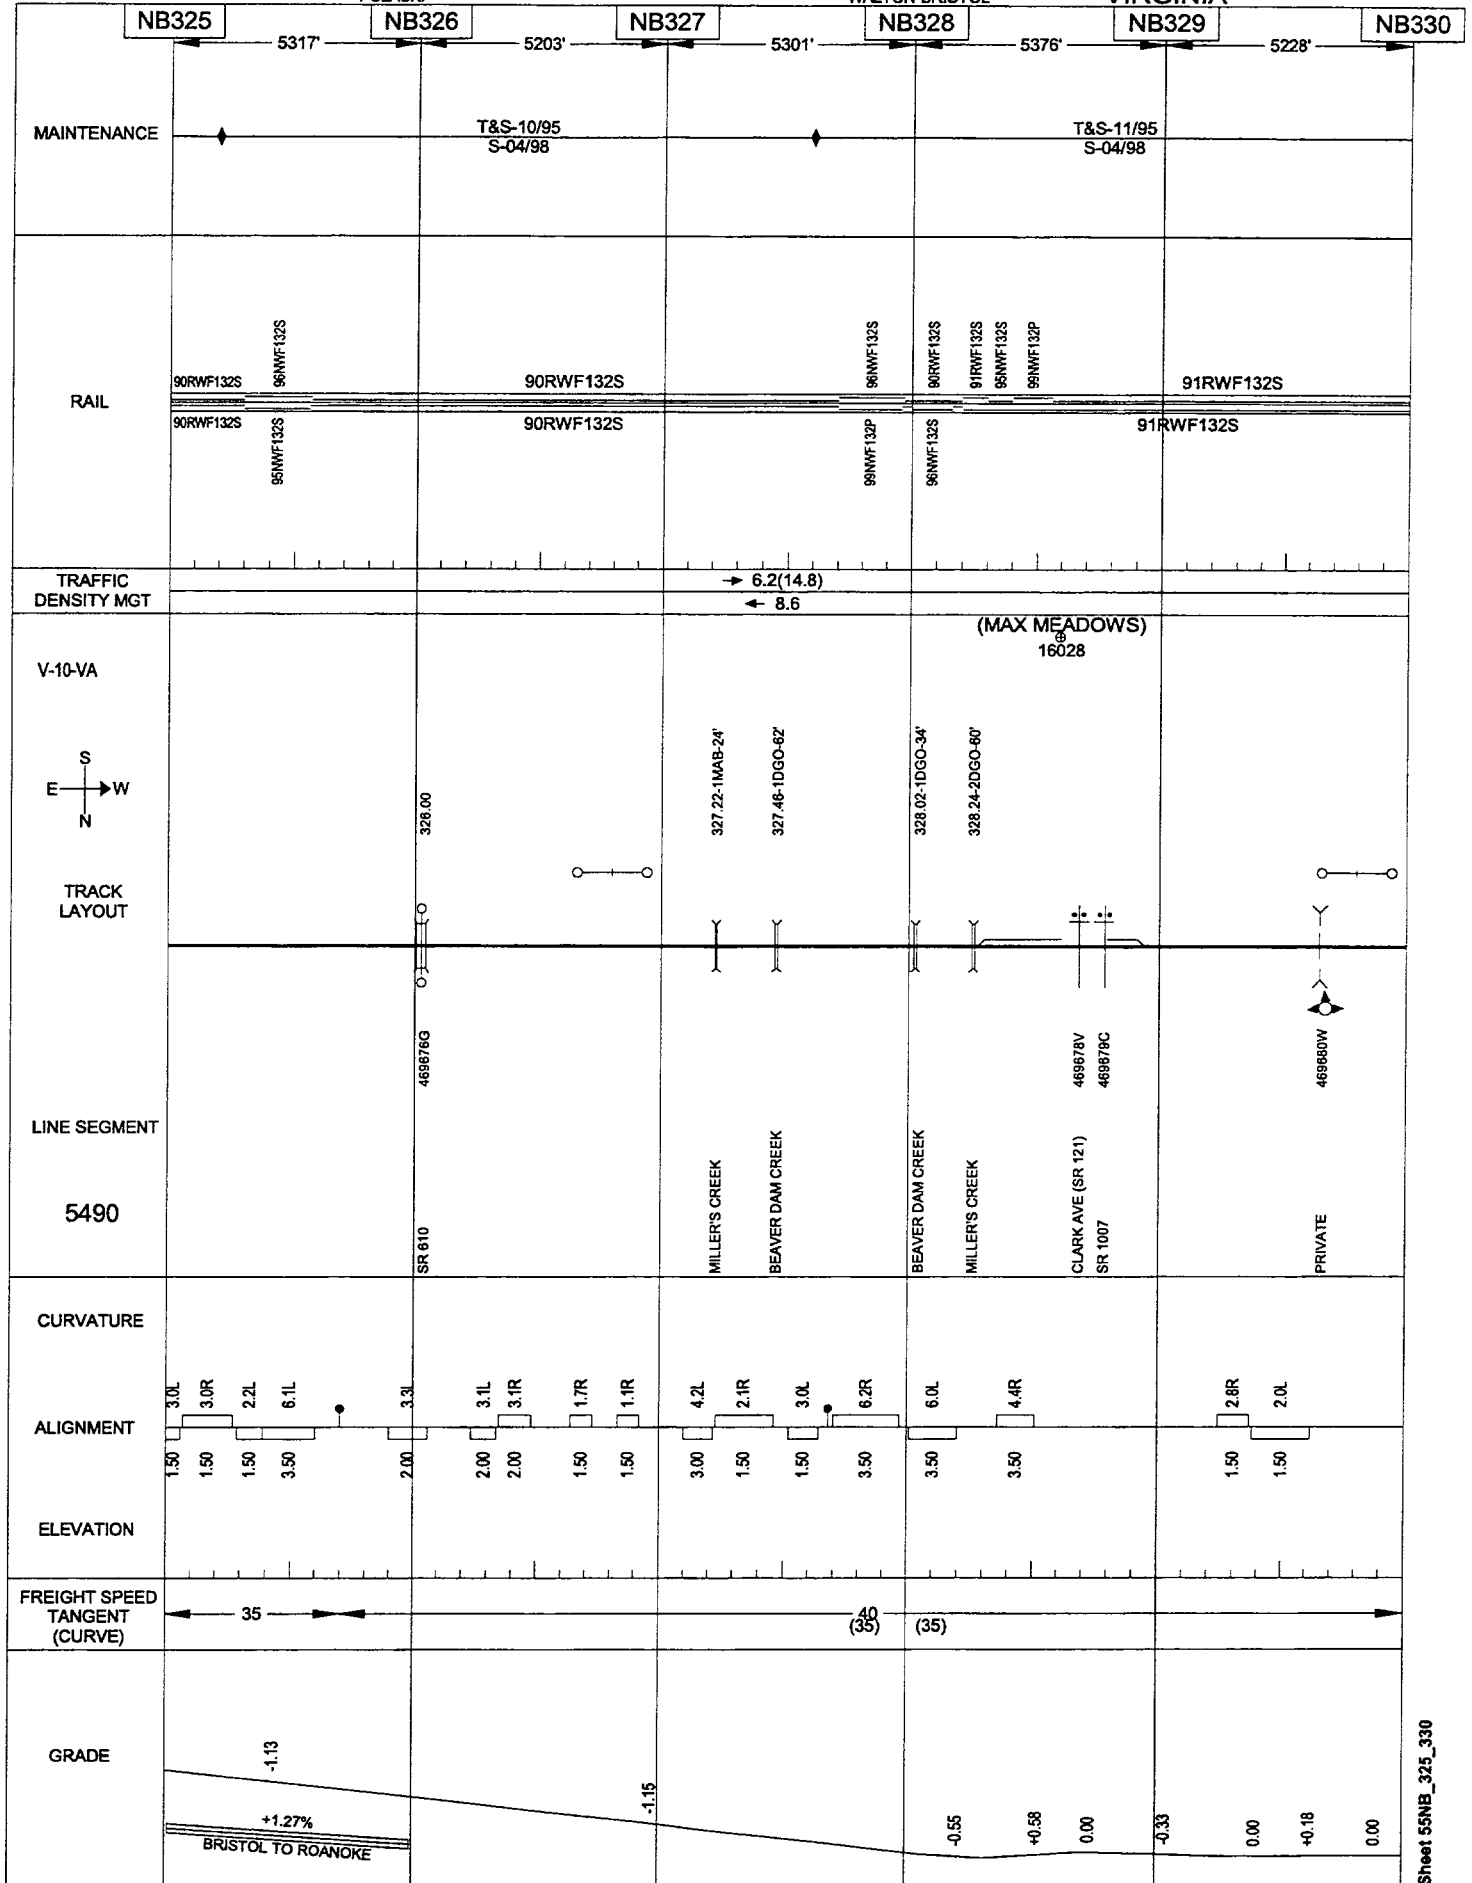 WALTON-BRISTOL
VIRGINIA
NB325 NB326 NB327 NB328 NB329 NB330
5317' 5203' 5301' 5376' 5228'
MAINTENANCE
T&S-10/95
S-04/98
T&S-11/95
S-04/98
RAIL
90RWF132S
96NWF132S
90RWF132S
96NWF132S
90RWF132S
91RWF132S
95NWF132S
99NWF132P
91RWF132S
90RWF132S
95NWF132S
90RWF132S
99NWF132P
96NWF132S
91RWF132S
TRAFFIC
DENSITY MGT
6.2(14.8)
8.6
(MAX MEADOWS)
16028
V-10-VA
S
E W
N
326.00
327.22-1MAB-24'
327.46-1DGO-62'
328.02-1DGO-34'
328.24-2DGO-60'
TRACK
LAYOUT
469676G
469678V
469679C
469680W
LINE SEGMENT
5490
SR 610
MILLER'S CREEK
BEAVER DAM CREEK
BEAVER DAM CREEK
MILLER'S CREEK
CLARK AVE (SR 121)
SR 1007
PRIVATE
CURVATURE
3.0L 3.0R 2.2L 6.1L 3.3L 3.1L 3.1R 1.7R 1.1R 4.2L 2.1R 3.0L 6.2R 6.0L 4.4R 2.8R 2.0L
ALIGNMENT
1.50 1.50 1.50 3.50 2.00 2.00 2.00 1.50 1.50 3.00 1.50 1.50 3.50 3.50 3.50 1.50 1.50
ELEVATION
FREIGHT SPEED
TANGENT
(CURVE)
35
40
(35) (35)
GRADE
-1.13
-1.15
-0.55
+0.58
0.00
-0.33
0.00
+0.18
0.00
+1.27%
BRISTOL TO ROANOKE
Sheet 55NB_325_330